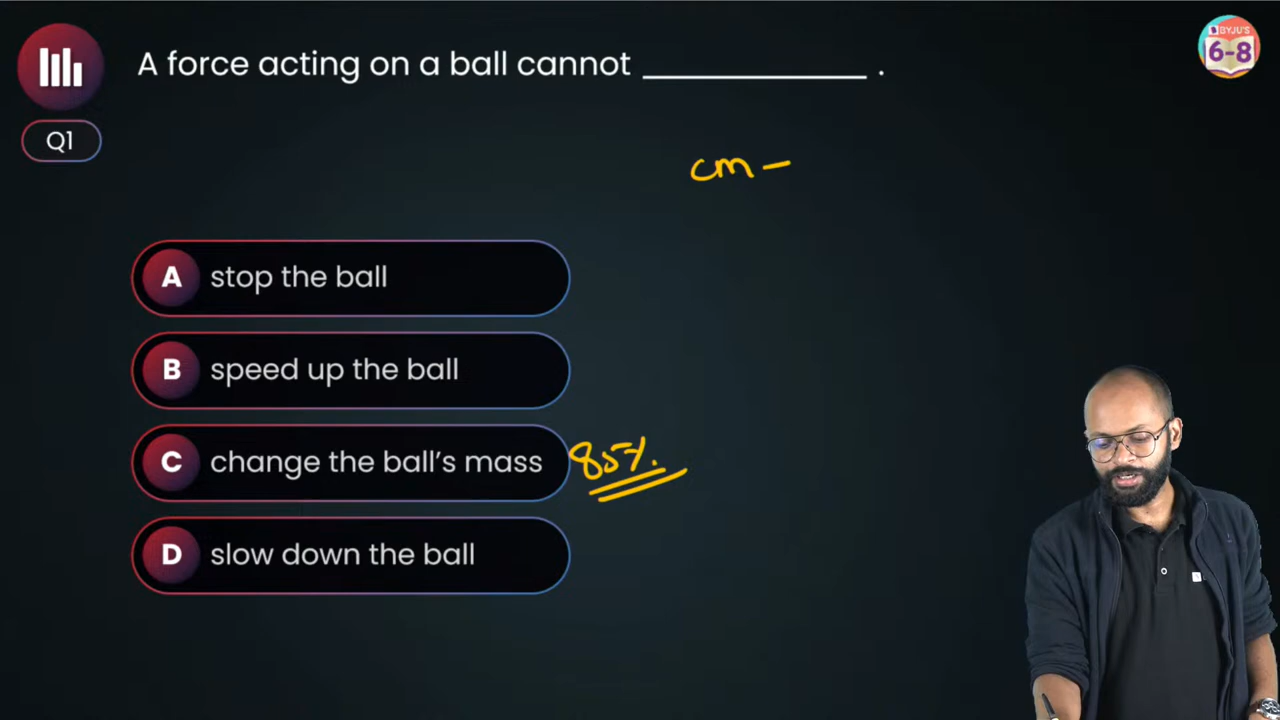 A force acting on a ball cannot ____________ .
BYJU'S
6-8
Q1
cm –
A stop the ball
B speed up the ball
C change the ball's mass 85%.
D slow down the ball